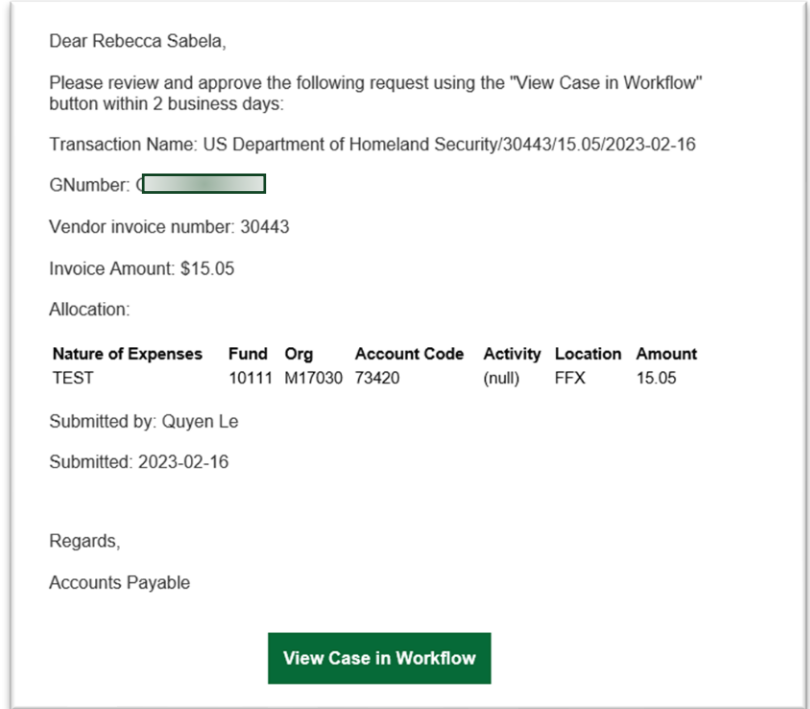 Dear Rebecca Sabela,
Please review and approve the following request using the "View Case in Workflow"
button within 2 business days:
Transaction Name: US Department of Homeland Security/30443/15.05/2023-02-16
GNumber:
Vendor invoice number: 30443
Invoice Amount: $15.05
Allocation:
Nature of Expenses Fund Org Account Code Activity Location Amount
TEST 10111 M17030 73420 (null) FFX 15.05
Submitted by: Quyen Le
Submitted: 2023-02-16
Regards,
Accounts Payable
View Case in Workflow